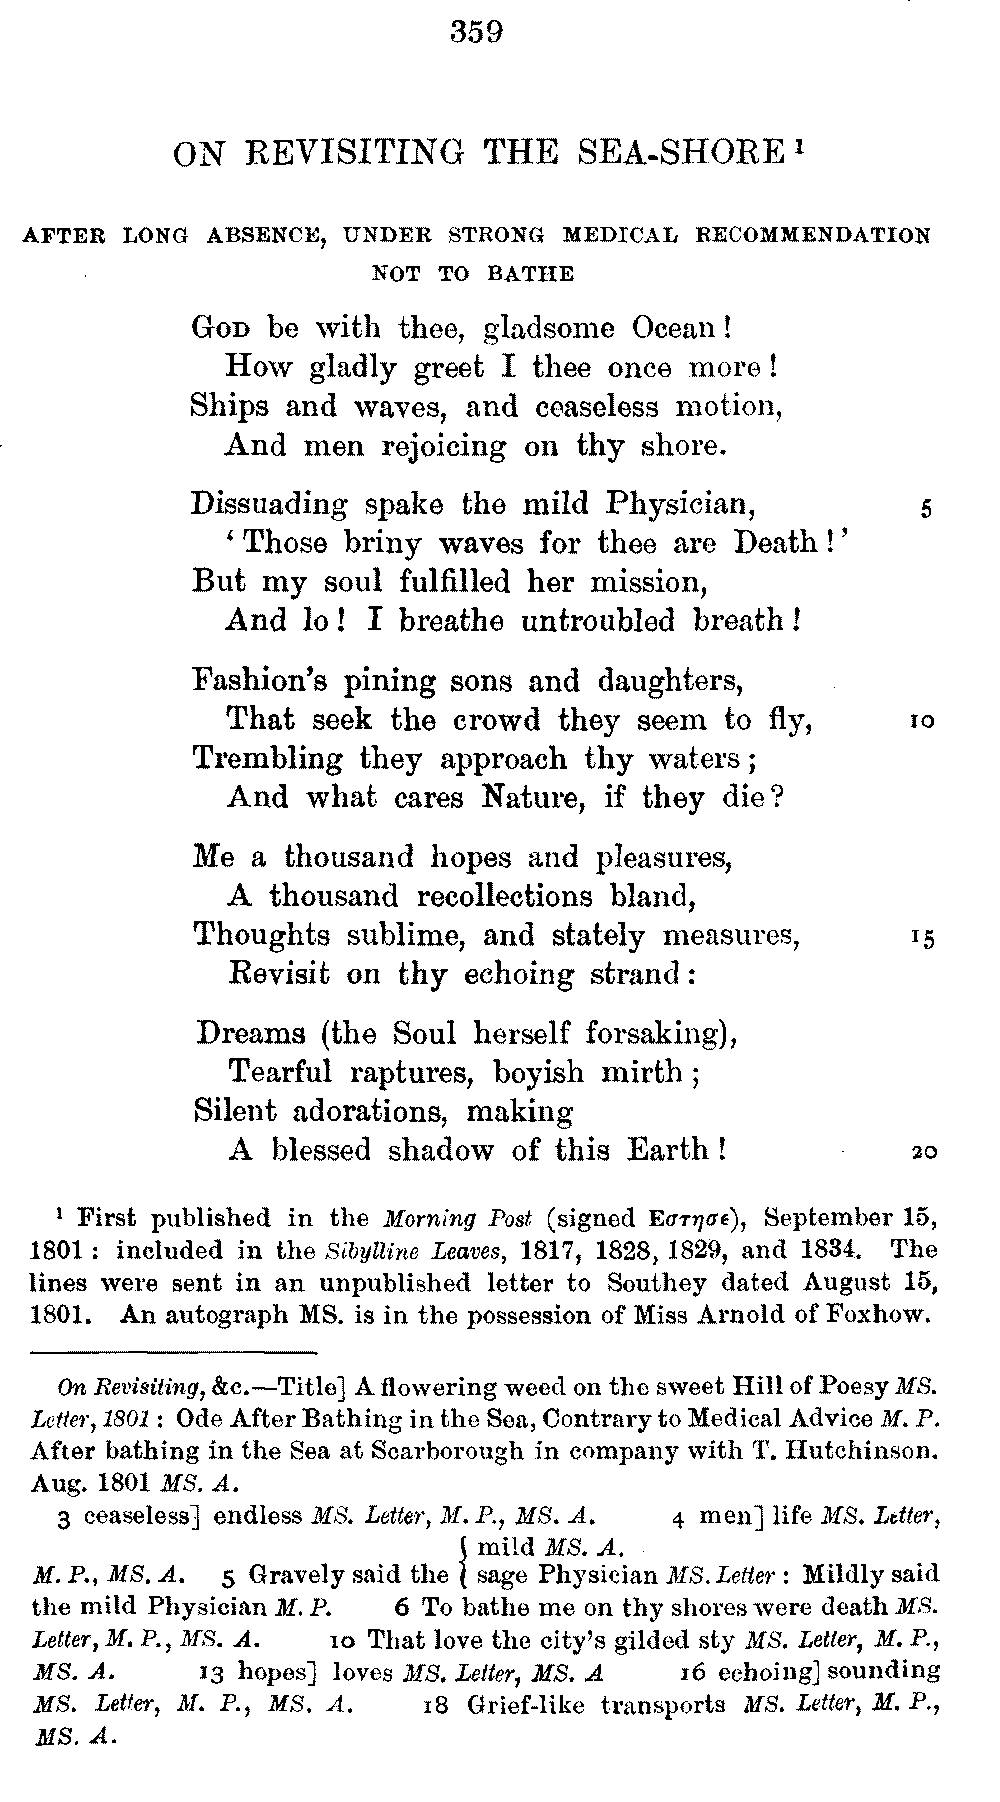 359
ON REVISITING THE SEA-SHORE ¹
AFTER LONG ABSENCE, UNDER STRONG MEDICAL RECOMMENDATION
NOT TO BATHE
GOD be with thee, gladsome Ocean !
How gladly greet I thee once more !
Ships and waves, and ceaseless motion,
And men rejoicing on thy shore.
Dissuading spake the mild Physician, 5
‘ Those briny waves for thee are Death ! ’
But my soul fulfilled her mission,
And lo ! I breathe untroubled breath !
Fashion’s pining sons and daughters,
That seek the crowd they seem to fly, 10
Trembling they approach thy waters ;
And what cares Nature, if they die ?
Me a thousand hopes and pleasures,
A thousand recollections bland,
Thoughts sublime, and stately measures, 15
Revisit on thy echoing strand :
Dreams (the Soul herself forsaking),
Tearful raptures, boyish mirth ;
Silent adorations, making
A blessed shadow of this Earth ! 20
¹ First published in the Morning Post (signed Εστησε), September 15,
1801 : included in the Sibylline Leaves, 1817, 1828, 1829, and 1834. The
lines were sent in an unpublished letter to Southey dated August 15,
1801. An autograph MS. is in the possession of Miss Arnold of Foxhow.
On Revisiting, &c.—Title] A flowering weed on the sweet Hill of Poesy MS.
Letter, 1801 : Ode After Bathing in the Sea, Contrary to Medical Advice M. P.
After bathing in the Sea at Scarborough in company with T. Hutchinson.
Aug. 1801 MS. A.
3 ceaseless] endless MS. Letter, M. P., MS. A. 4 men] life MS. Letter,
{ mild MS. A.
M. P., MS. A. 5 Gravely said the { sage Physician MS. Letter : Mildly said
the mild Physician M. P. 6 To bathe me on thy shores were death MS.
Letter, M. P., MS. A. 10 That love the city’s gilded sty MS. Letter, M. P.,
MS. A. 13 hopes] loves MS. Letter, MS. A 16 echoing] sounding
MS. Letter, M. P., MS. A. 18 Grief-like transports MS. Letter, M. P.,
MS. A.